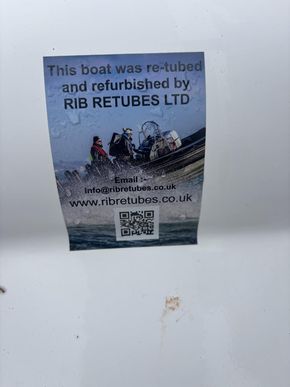 This boat was re-tubed
and refurbished by
RIB RETUBES LTD
Email :-
Info@ribretubes.co.uk
www.ribretubes.co.uk